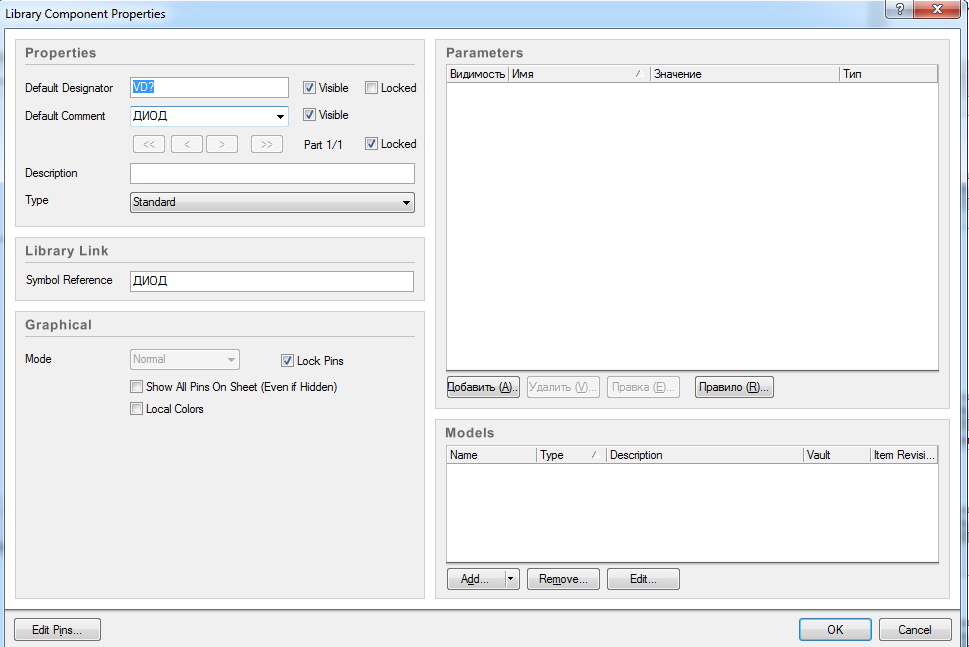 Library Component Properties
?
X
Properties
Default Designator VD? Visible Locked
Default Comment ДИОД Visible
<< < > >> Part 1/1 Locked
Description
Type Standard
Library Link
Symbol Reference ДИОД
Graphical
Mode Normal Lock Pins
Show All Pins On Sheet (Even if Hidden)
Local Colors
Parameters
Видимость Имя / Значение Тип
Добавить (A).. Удалить (V)... Правка (E)... Правило (R)...
Models
Name Type / Description Vault Item Revisi...
Add... Remove... Edit...
Edit Pins... OK Cancel